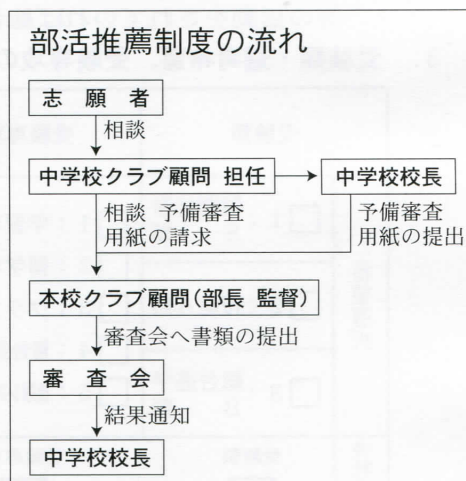 部活推薦制度の流れ
志 願 者
相談
中学校クラブ顧問 担任
中学校校長
相談 予備審査
用紙の請求
予備審査
用紙の提出
本校クラブ顧問(部長 監督)
審査会へ書類の提出
審 査 会
結果通知
中学校校長